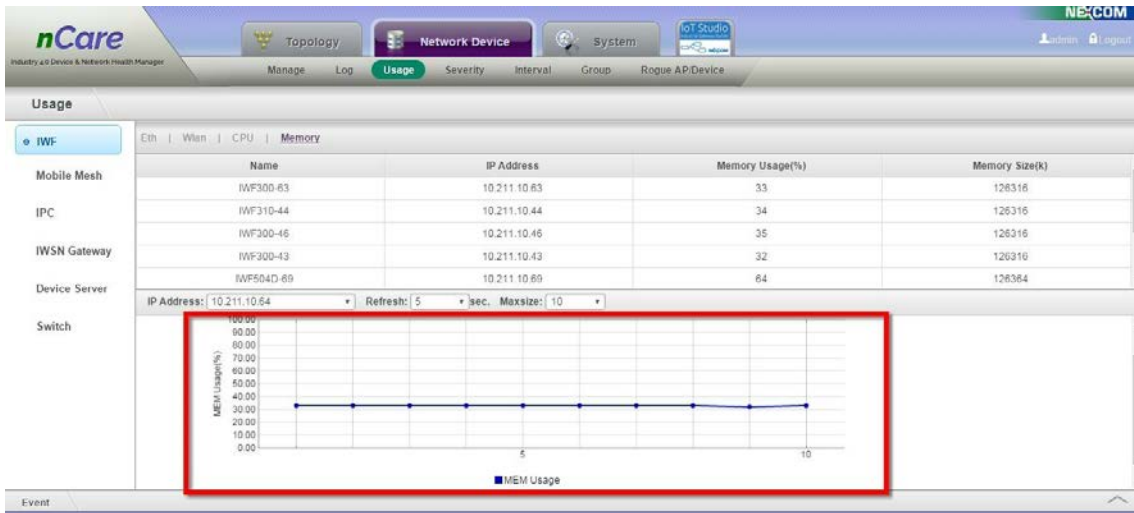 NEXCOM
nCare
Industry 4.0 Device & Network Health Manager
Topology
Network Device
System
IoT Studio
admin
Logout
Manage
Log
Usage
Severity
Interval
Group
Rogue AP/Device
Usage
IWF
Mobile Mesh
IPC
IWSN Gateway
Device Server
Switch
Eth | Wlan | CPU | Memory
Name IP Address Memory Usage(%) Memory Size(k)
IWF300-63 10.211.10.63 33 126316
IWF310-44 10.211.10.44 34 126316
IWF300-46 10.211.10.46 35 126316
IWF300-43 10.211.10.43 32 126316
IWF504D-69 10.211.10.69 64 126364
IP Address: 10.211.10.64 Refresh: 5 sec. Maxsize: 10
MEM Usage(%)
100.00
90.00
80.00
70.00
60.00
50.00
40.00
30.00
20.00
10.00
0.00
5
10
MEM Usage
Event